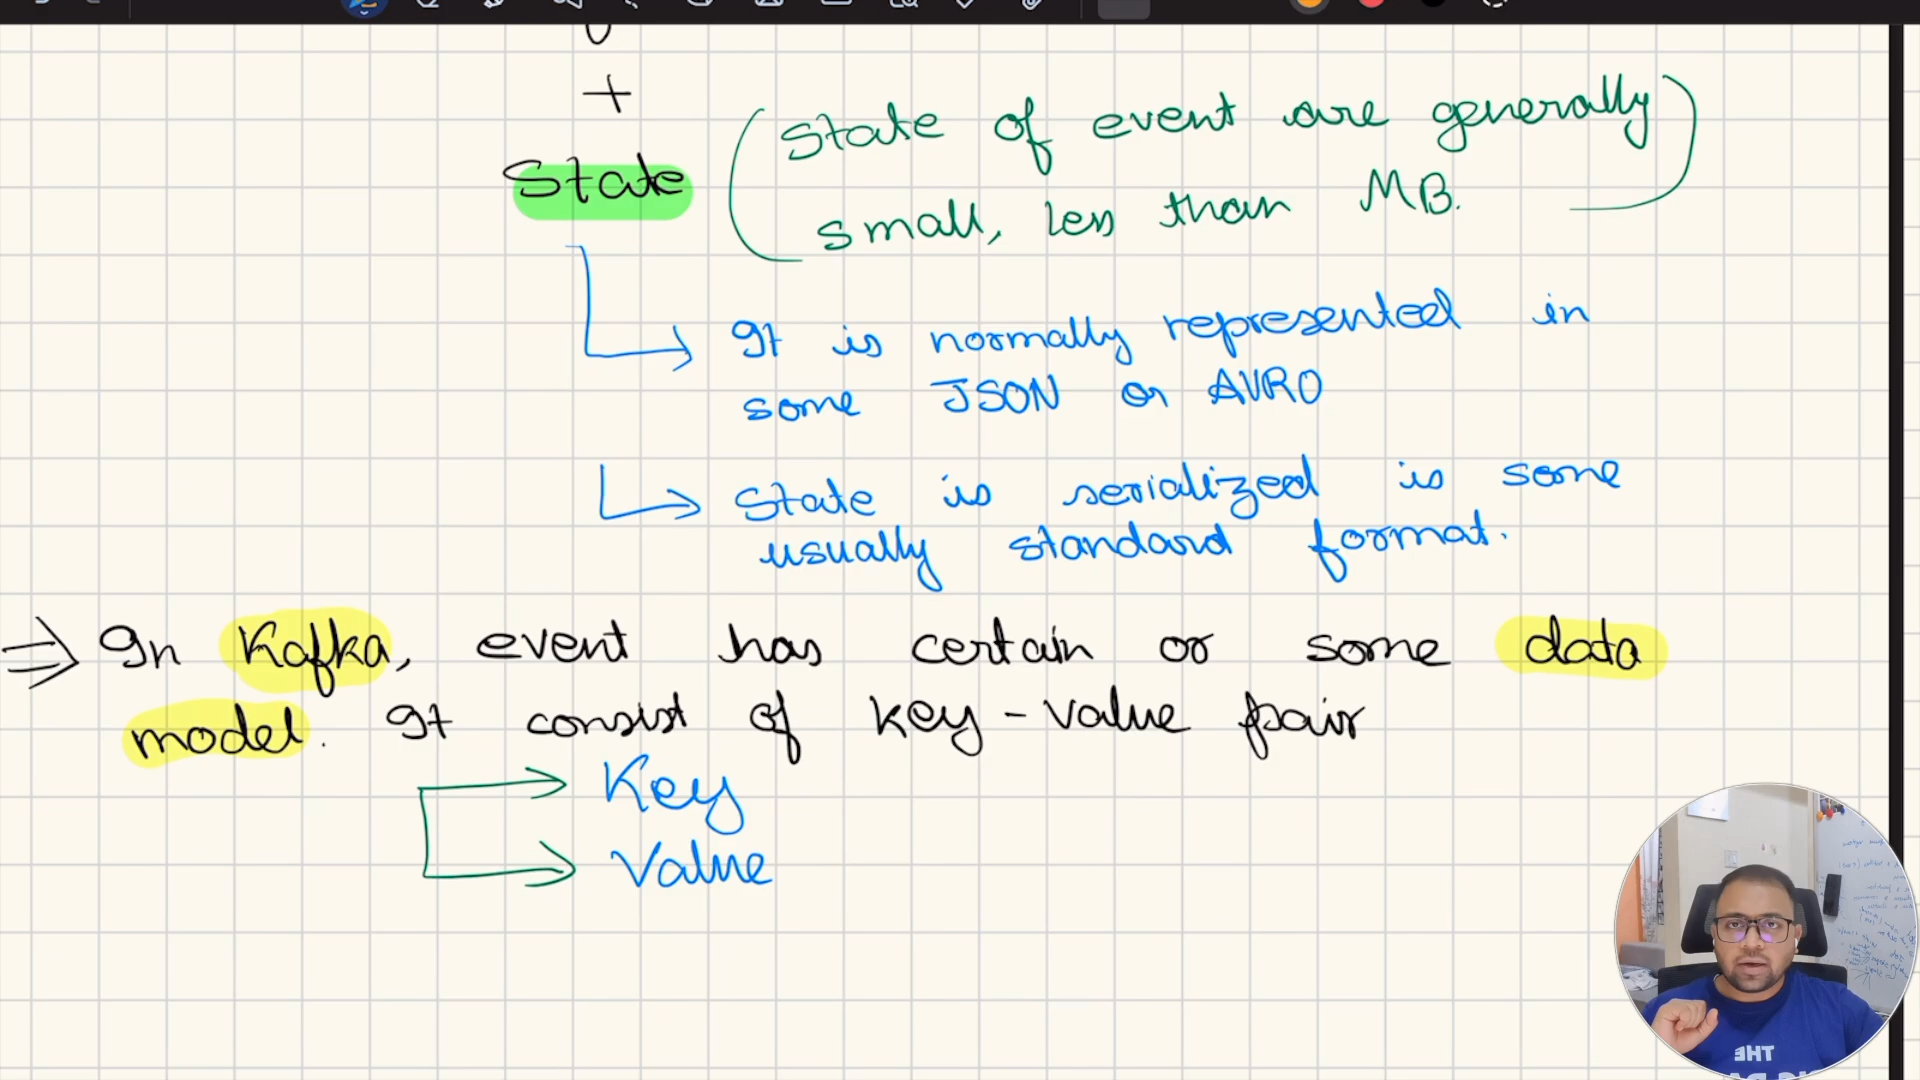 +
State (state of event are generally
small, less than MB.)
It is normally represented in
some JSON or AVRO
State is serialized is some
usually standard format.
⇒ In Kafka, event has certain or some data
model. It consist of key-value pair
Key
Value
THE